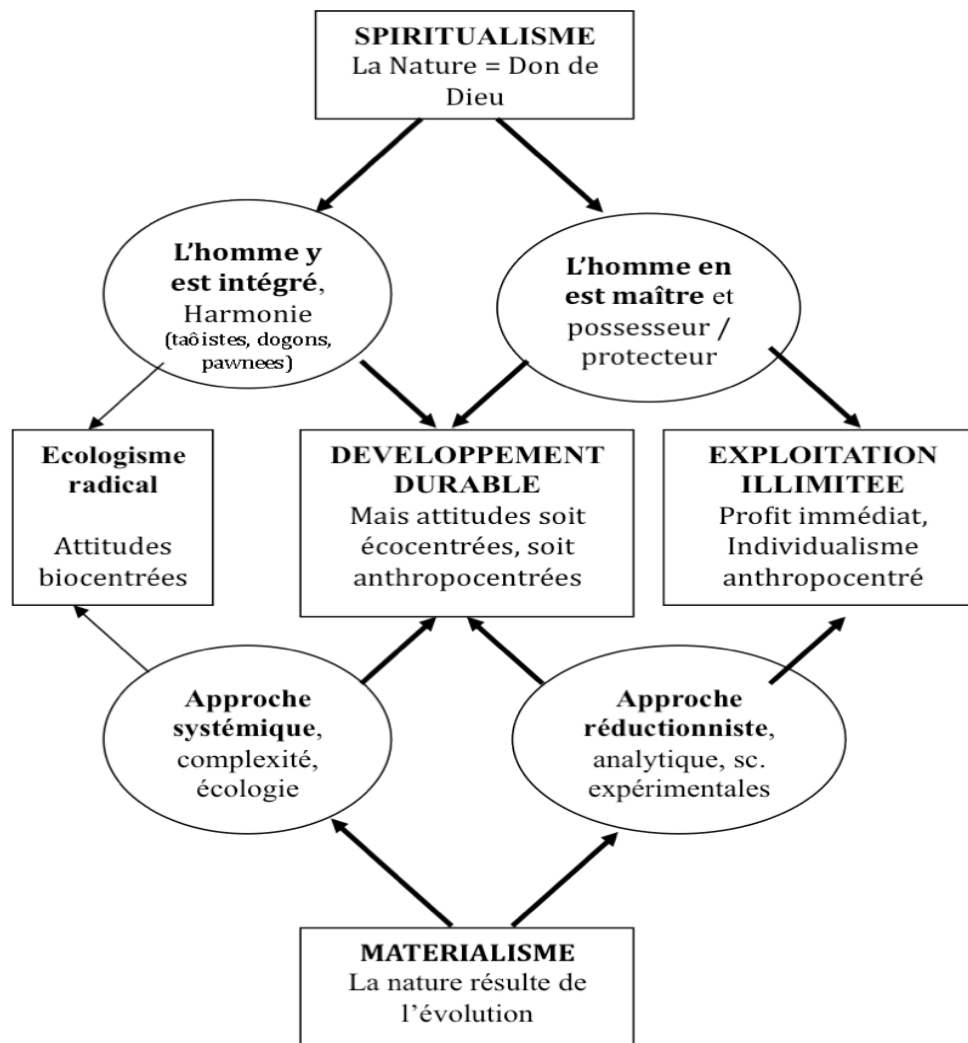 SPIRITUALISME
La Nature = Don de
Dieu
L’homme y
est intégré,
Harmonie
(taôistes, dogons,
pawnees)
L’homme en
est maître et
possesseur /
protecteur
Ecologisme
radical
Attitudes
biocentrées
DEVELOPPEMENT
DURABLE
Mais attitudes soit
écocentrées, soit
anthropocentrées
EXPLOITATION
ILLIMITEE
Profit immédiat,
Individualisme
anthropocentré
Approche
systémique,
complexité,
écologie
Approche
réductionniste,
analytique, sc.
expérimentales
MATERIALISME
La nature résulte de
l’évolution